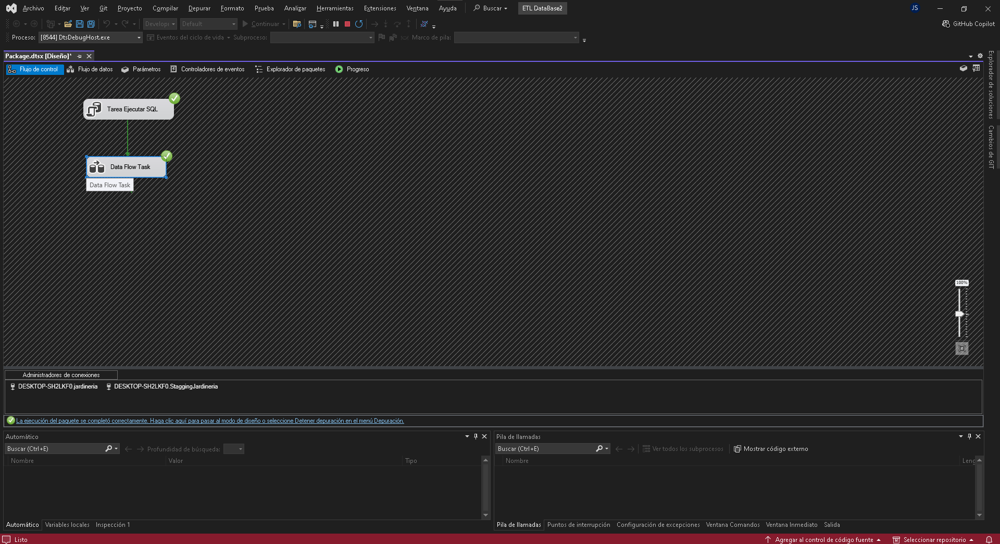 Archivo Editar Ver Git Proyecto Compilar Depurar Formato Prueba Analizar Herramientas Extensiones Ventana Ayuda Buscar ETL DataBase2 JS
Develop Default Continuar GitHub Copilot
Proceso: [8544] DtsDebugHost.exe Eventos del ciclo de vida Subproceso: Marco de pila:
Package.dtsx [Diseño]*
Flujo de control Flujo de datos Parámetros Controladores de eventos Explorador de paquetes Progreso
Explorador de soluciones
Cambios de GIT
Tarea Ejecutar SQL
Data Flow Task
Data Flow Task
100%
Administradores de conexiones
DESKTOP-SH2LKF0.jardineria DESKTOP-SH2LKF0.StaggingJardineria
La ejecución del paquete se completó correctamente. Haga clic aquí para pasar al modo de diseño o seleccione Detener depuración en el menú Depuración.
Automático
Buscar (Ctrl+E) Profundidad de búsqueda:
Nombre Valor Tipo
Automático Variables locales Inspección 1
Pila de llamadas
Buscar (Ctrl+E) Ver todos los subprocesos Mostrar código externo
Nombre Leng
Pila de llamadas Puntos de interrupción Configuración de excepciones Ventana Comandos Ventana Inmediato Salida
Listo Agregar al control de código fuente Seleccionar repositorio